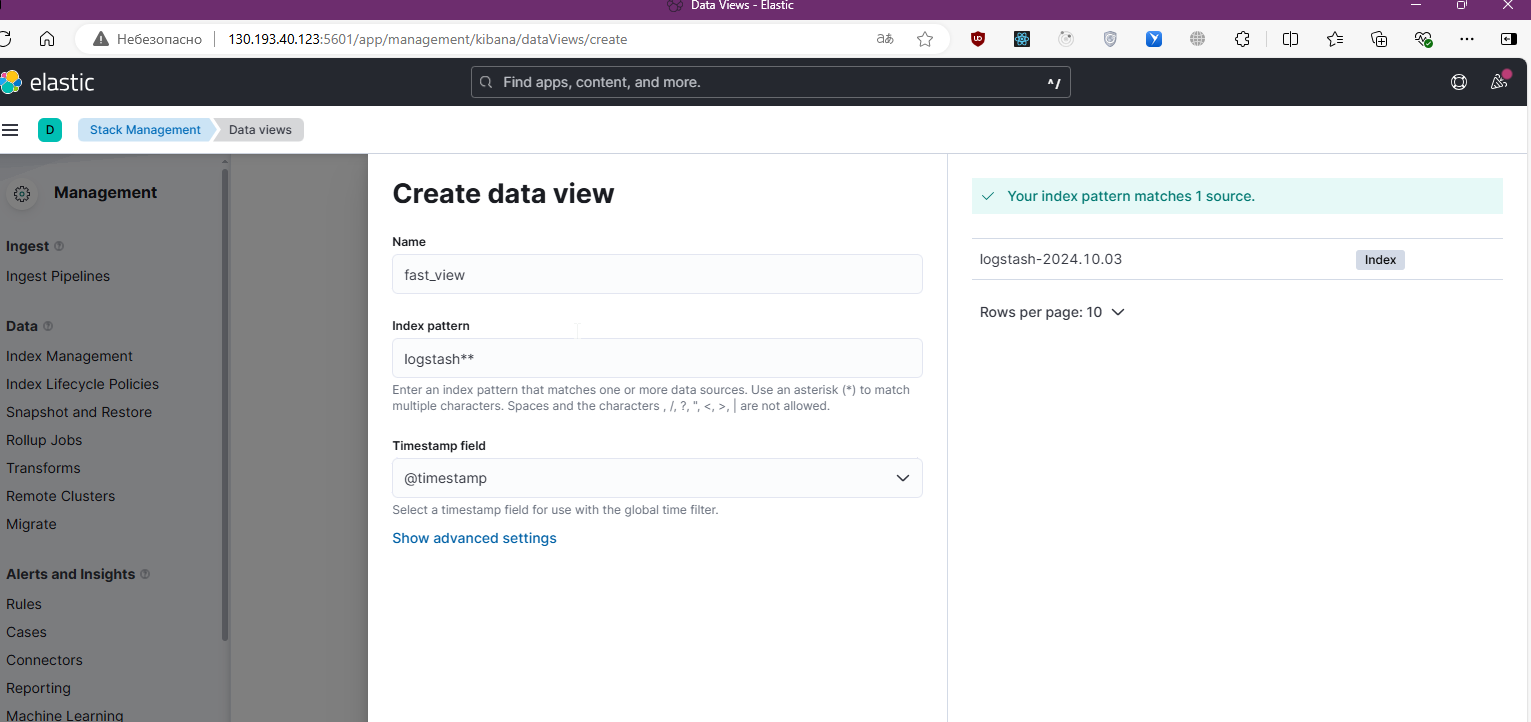 Data Views - Elastic
Небезопасно
130.193.40.123:5601/app/management/kibana/dataViews/create
elastic
Find apps, content, and more.
^/
D
Stack Management
Data views
Management
Ingest
Ingest Pipelines
Data
Index Management
Index Lifecycle Policies
Snapshot and Restore
Rollup Jobs
Transforms
Remote Clusters
Migrate
Alerts and Insights
Rules
Cases
Connectors
Reporting
Machine Learning
Create data view
Name
fast_view
Index pattern
logstash**
Enter an index pattern that matches one or more data sources. Use an asterisk (*) to match
multiple characters. Spaces and the characters , /, ?, ", <, >, | are not allowed.
Timestamp field
@timestamp
Select a timestamp field for use with the global time filter.
Show advanced settings
Your index pattern matches 1 source.
logstash-2024.10.03
Index
Rows per page: 10